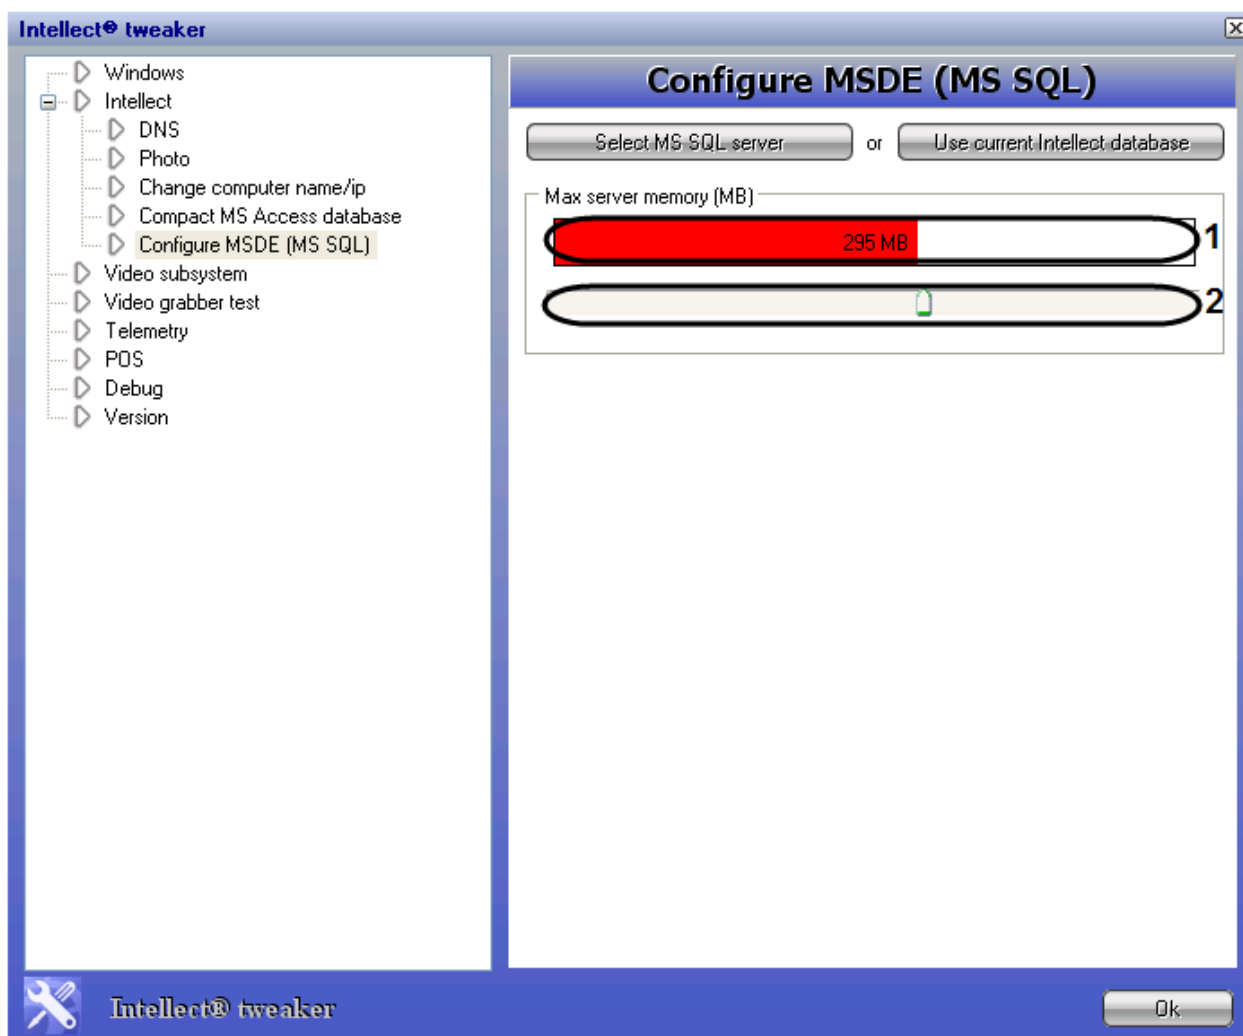 Intellect® tweaker
Windows
Intellect
DNS
Photo
Change computer name/ip
Compact MS Access database
Configure MSDE (MS SQL)
Video subsystem
Video grabber test
Telemetry
POS
Debug
Version
Configure MSDE (MS SQL)
Select MS SQL server or Use current Intellect database
Max server memory (MB)
295 MB 1
2
Intellect® tweaker
Ok